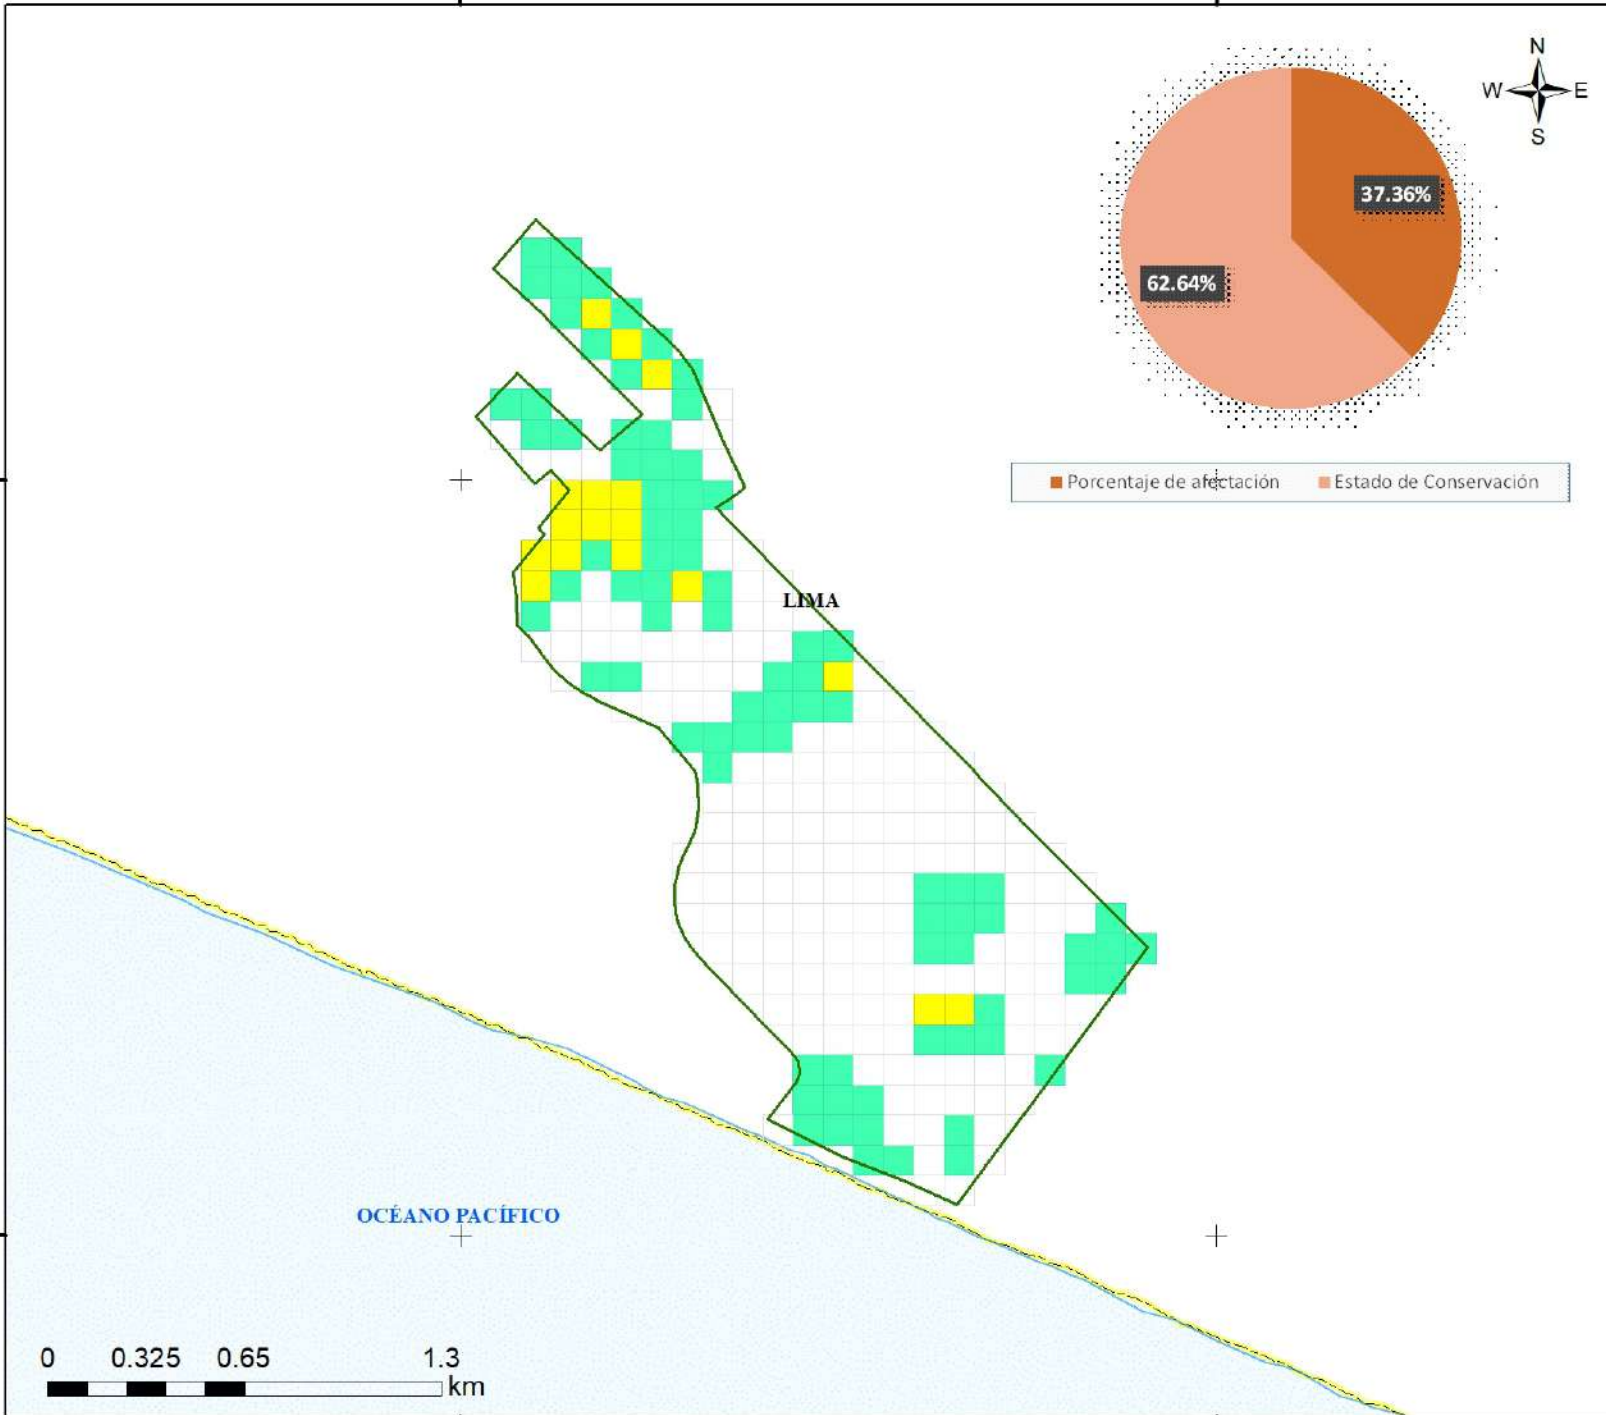 N
W E
S
37.36%
62.64%
Porcentaje de afectación Estado de Conservación
LIMA
OCÉANO PACÍFICO
0 0.325 0.65 1.3
km